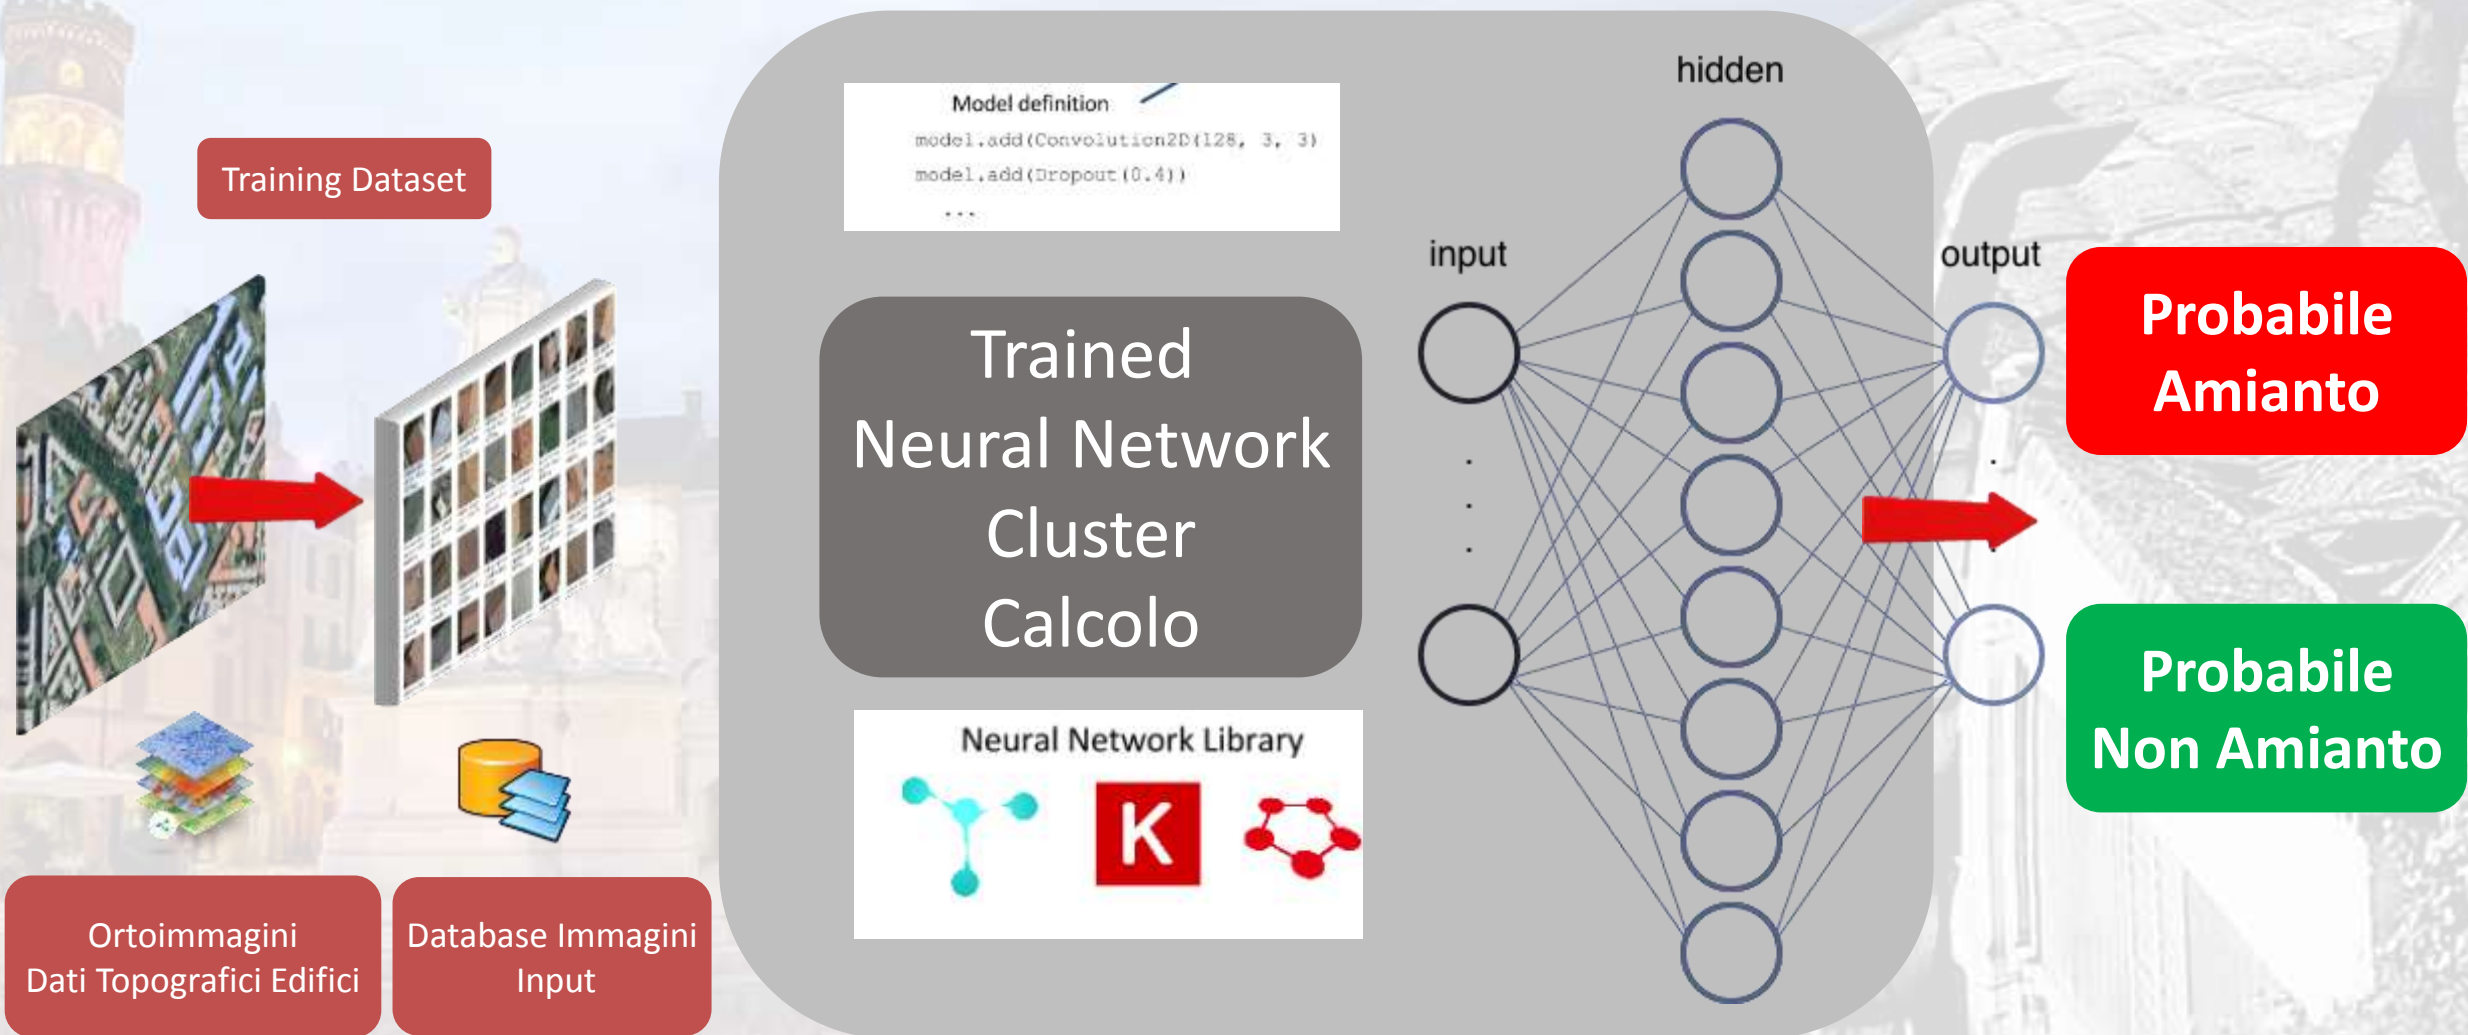 Training Dataset
Ortoimmagini
Dati Topografici Edifici
Database Immagini
Input
Model definition
model.add(Convolution2D(128, 3, 3)
model.add(Dropout(0.4))
...
Trained
Neural Network
Cluster
Calcolo
Neural Network Library
K
input
hidden
output
Probabile
Amianto
Probabile
Non Amianto